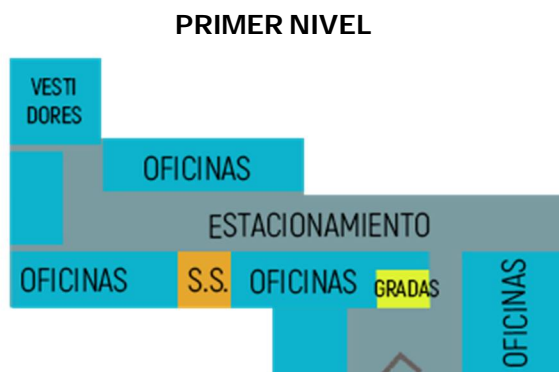 PRIMER NIVEL
VESTI
DORES
OFICINAS
ESTACIONAMIENTO
OFICINAS
S.S.
OFICINAS
GRADAS
OFICINAS